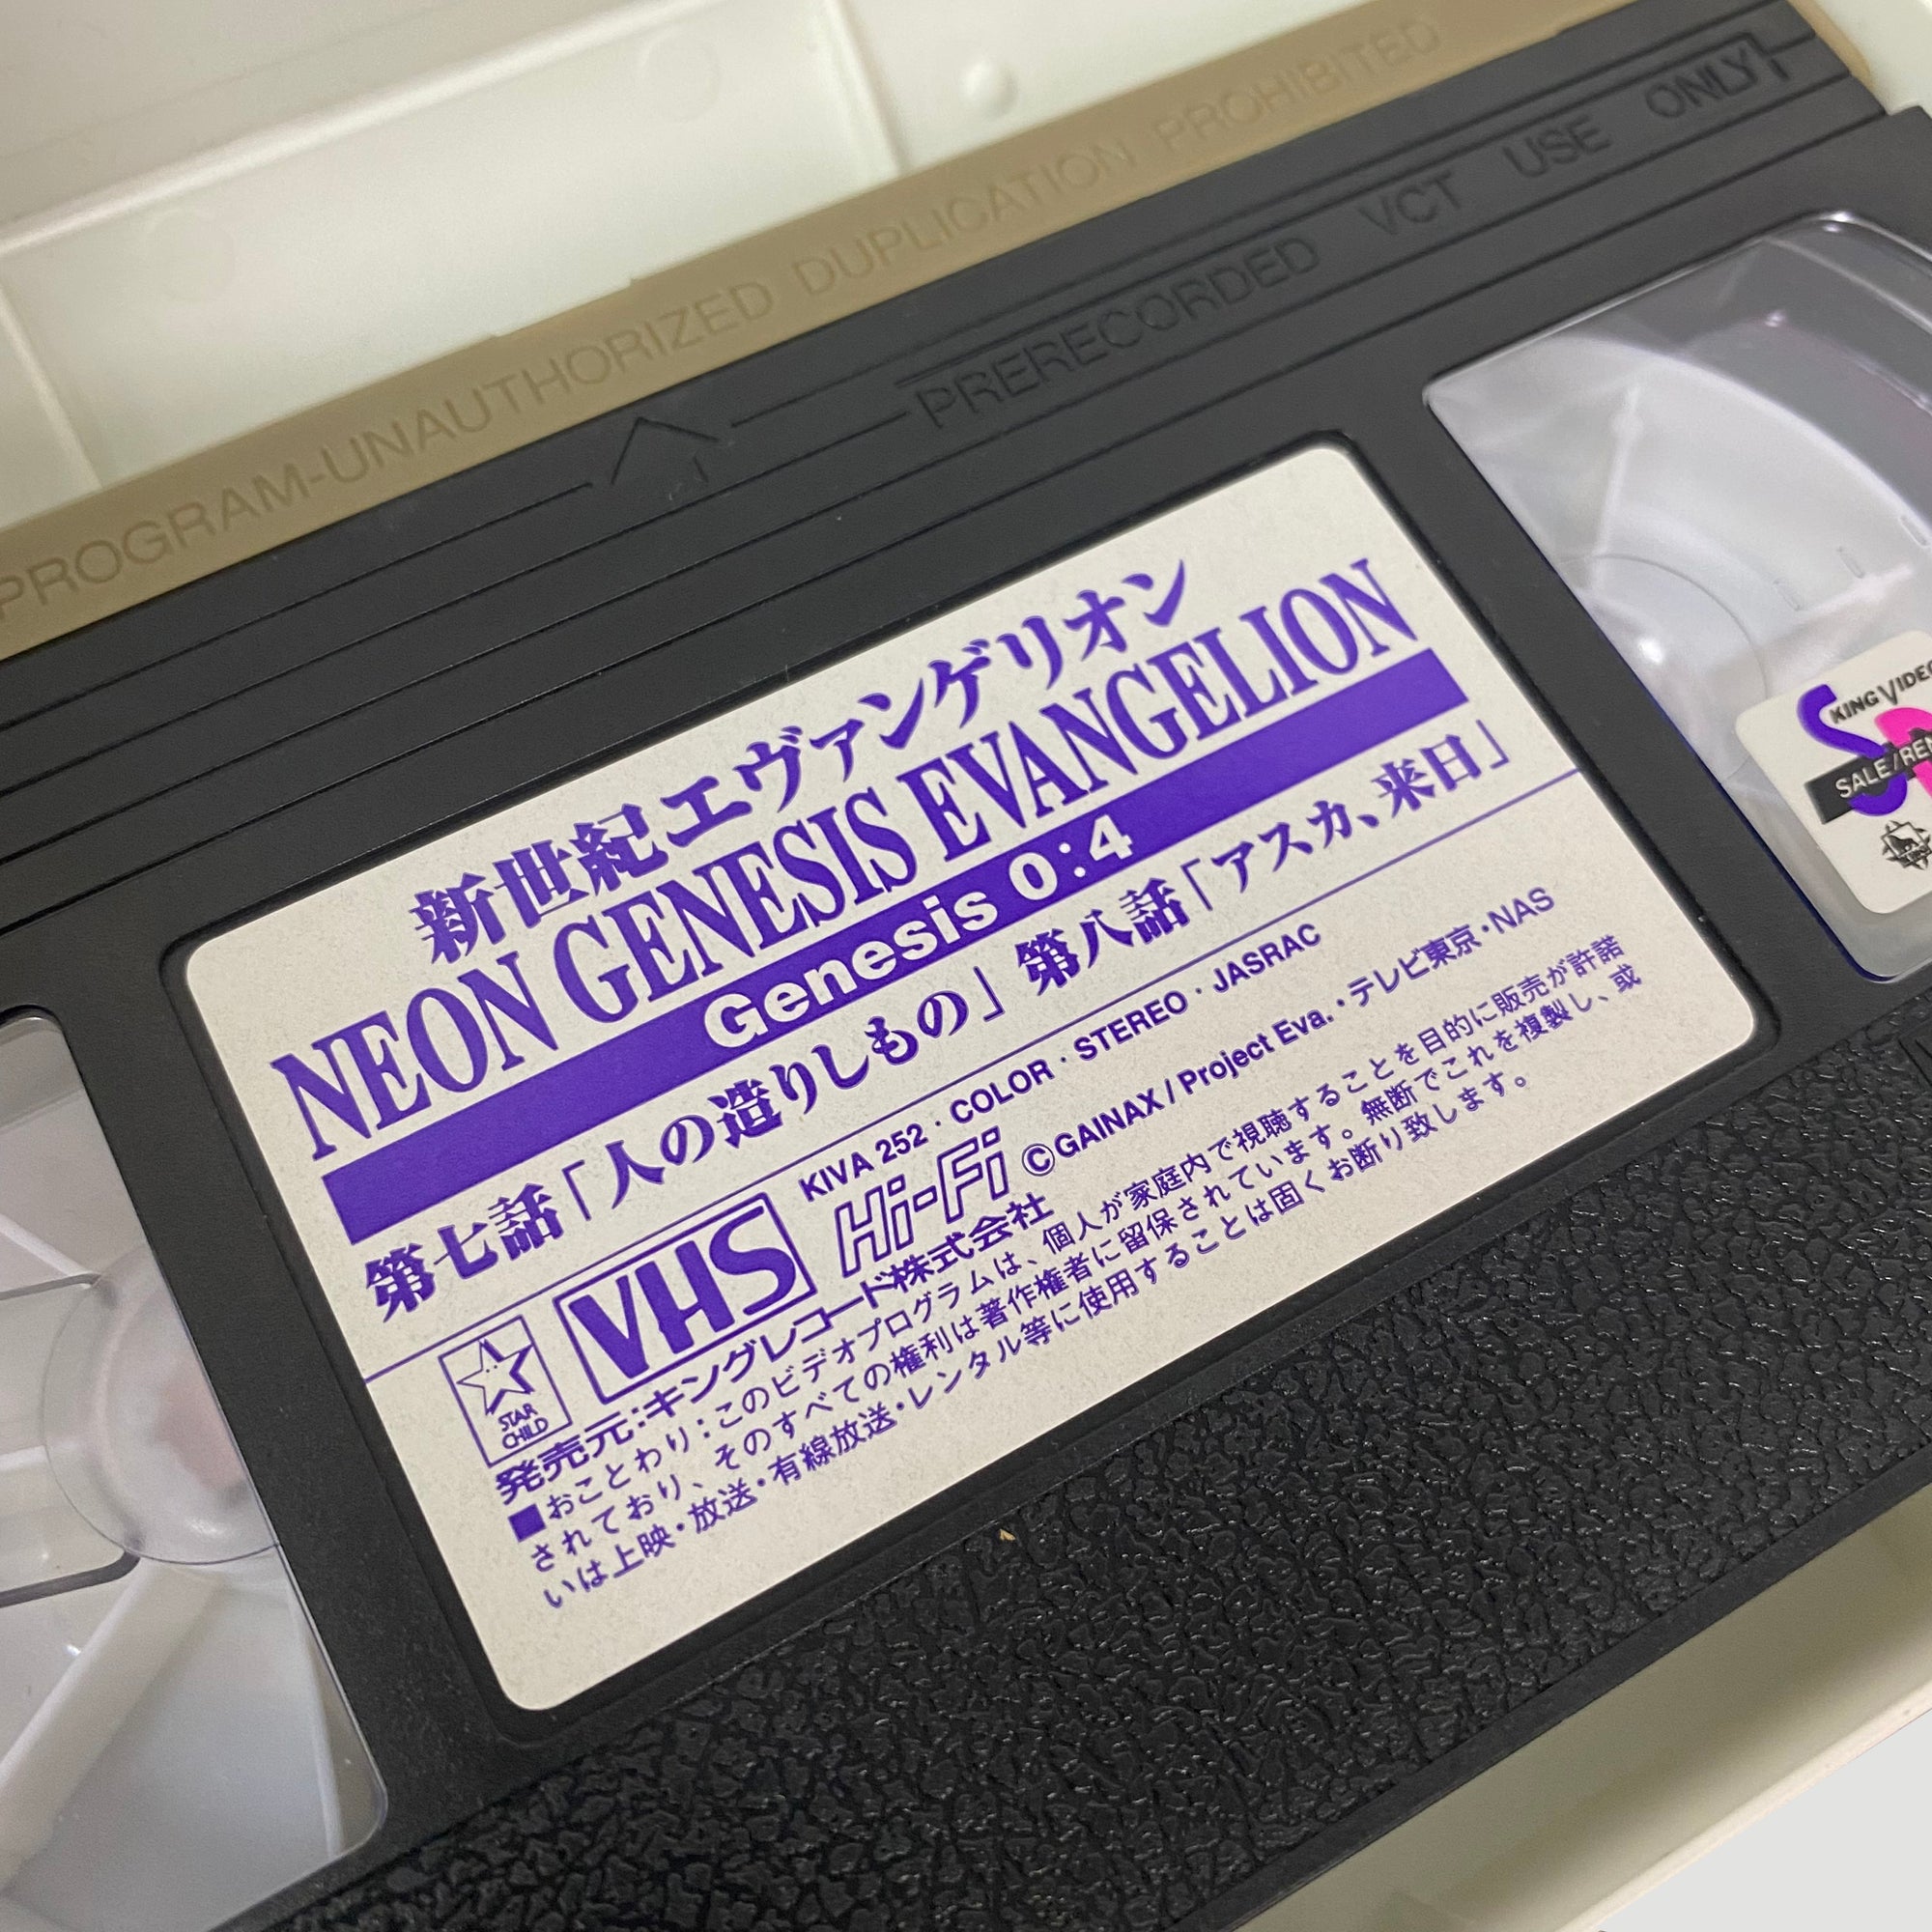 PROGRAM-UNAUTHORIZED DUPLICATION PROHIBITED
PRERECORDED VCT USE ONLY
新世紀エヴァンゲリオン
NEON GENESIS EVANGELION
Genesis 0:4
第七話「人の造りしもの」第八話「アスカ、来日」
STAR
CHILD
VHS
KIVA 252・COLOR・STEREO・JASRAC
Hi-Fi
©GAINAX / Project Eva.・テレビ東京・NAS
発売元:キングレコード株式会社
■おことわり:このビデオプログラムは、個人が家庭内で視聴することを目的に販売が許諾
されており、そのすべての権利は著作権者に留保されています。無断でこれを複製し、或
いは上映・放送・有線放送・レンタル等に使用することは固くお断り致します。
KING VIDEO
SALE/